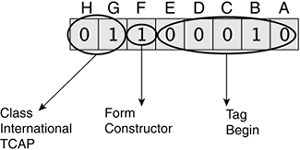 H G F E D C B A
0 1 1 0 0 0 1 0
Class Form Tag
International Constructor Begin
TCAP